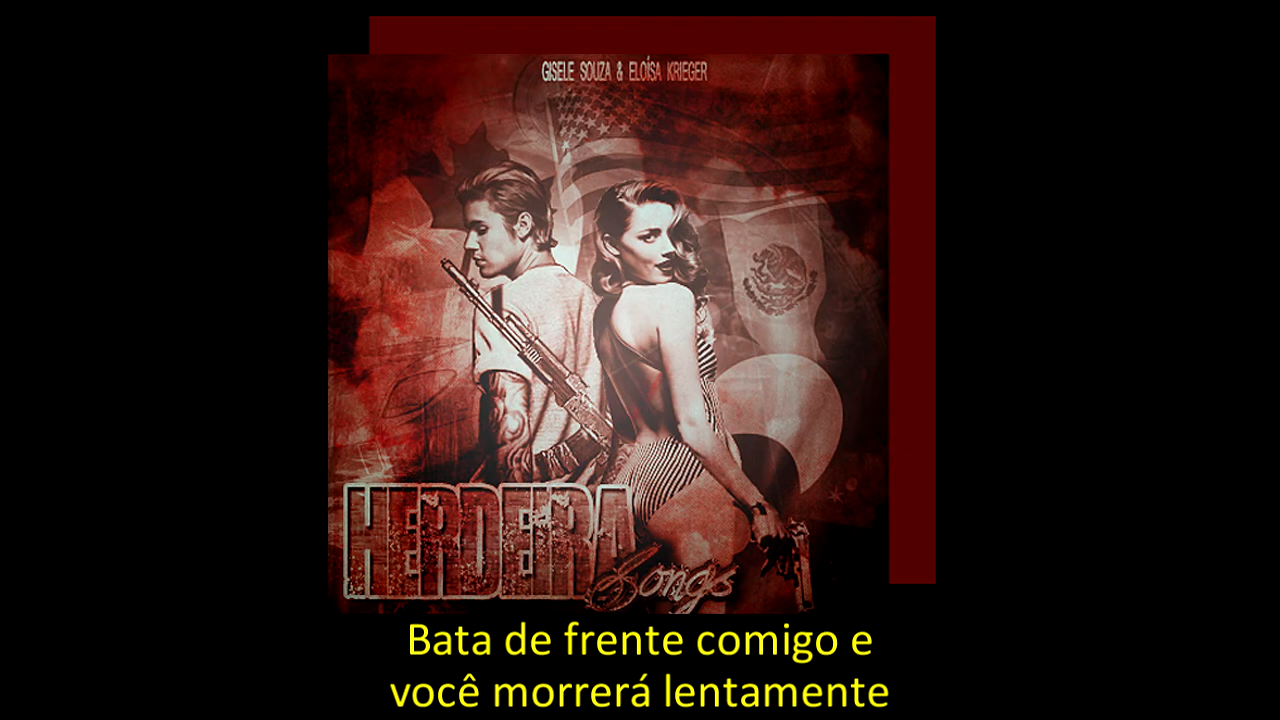 GISELE SOUZA & ELOÍSA KRIEGER
HERDEIRA
Songs
Bata de frente comigo e
você morrerá lentamente